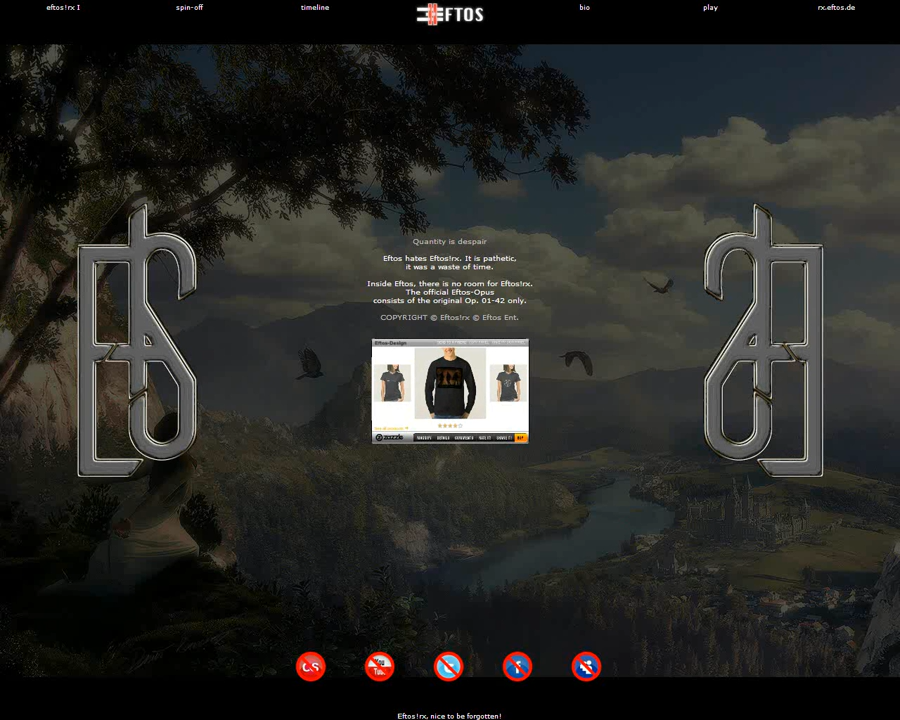 eftos!rx I
spin-off
timeline
EFTOS
bio
play
rx.eftos.de
Quantity is despair
Eftos hates Eftos!rx. It is pathetic,
it was a waste of time.
Inside Eftos, there is no room for Eftos!rx.
The official Eftos-Opus
consists of the original Op. 01-42 only.
COPYRIGHT © Eftos!rx © Eftos Ent.
Eftos-Design
zazzle
You
Tube
Eftos!rx, nice to be forgotten!